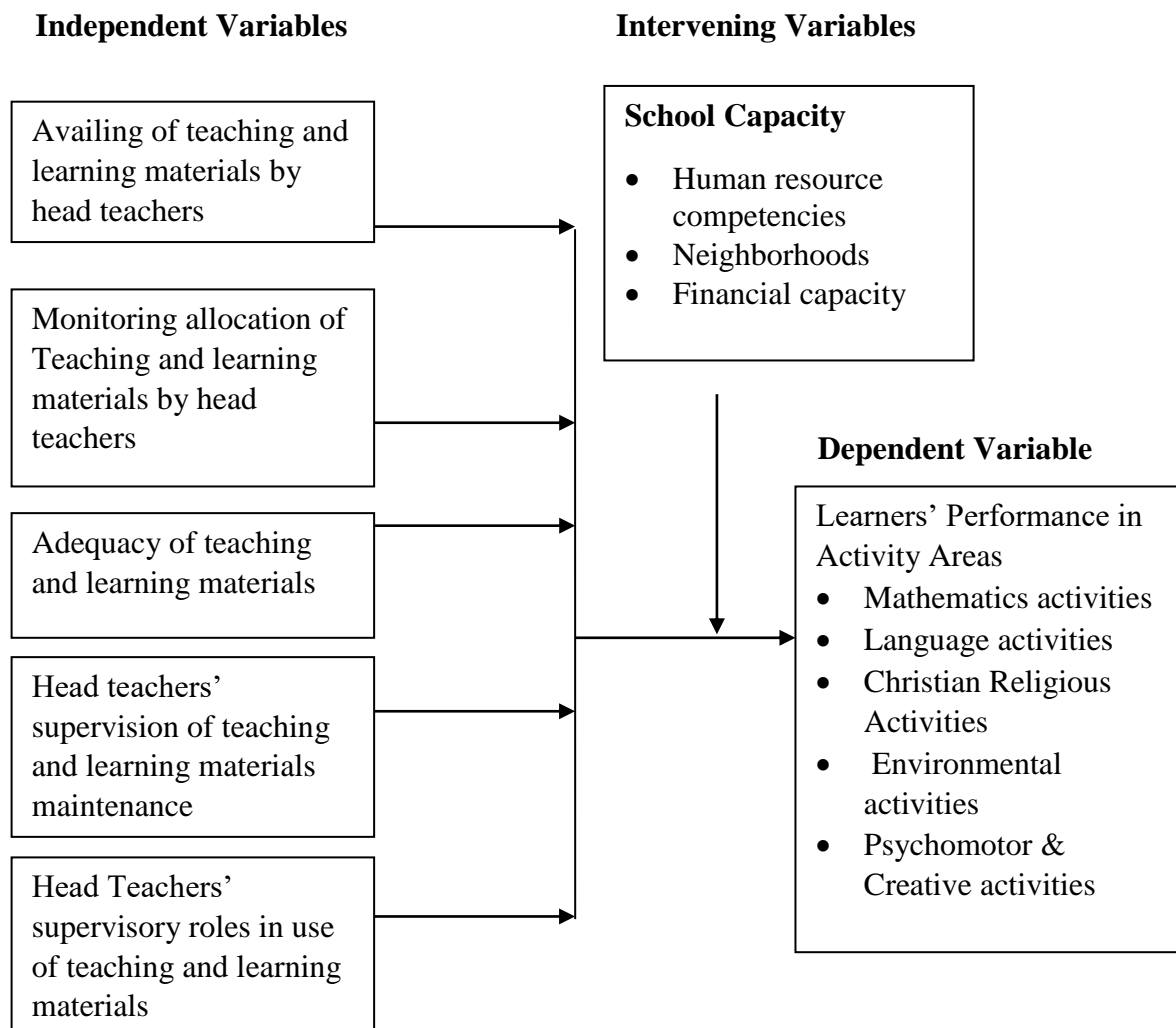 Independent Variables
Availing of teaching and
learning materials by
head teachers
Monitoring allocation of
Teaching and learning
materials by head
teachers
Adequacy of teaching
and learning materials
Head teachers’
supervision of teaching
and learning materials
maintenance
Head Teachers’
supervisory roles in use
of teaching and learning
materials
Intervening Variables
School Capacity
• Human resource
competencies
• Neighborhoods
• Financial capacity
Dependent Variable
Learners’ Performance in
Activity Areas
• Mathematics activities
• Language activities
• Christian Religious
Activities
• Environmental
activities
• Psychomotor &
Creative activities